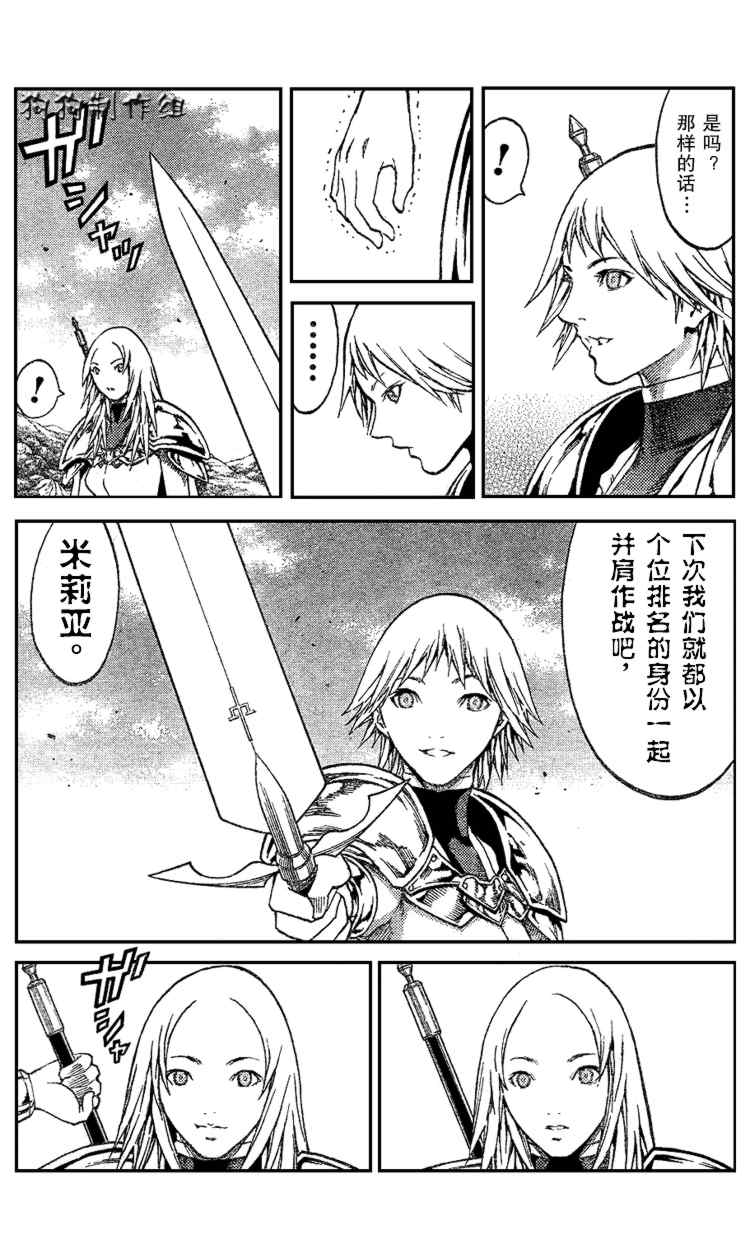 狗狗制作组
是吗？
那样的话…
！
……
ガシャッ
！
下次我们就都以
个位排名的身份一起
并肩作战吧，
米莉亚。
ガシャ